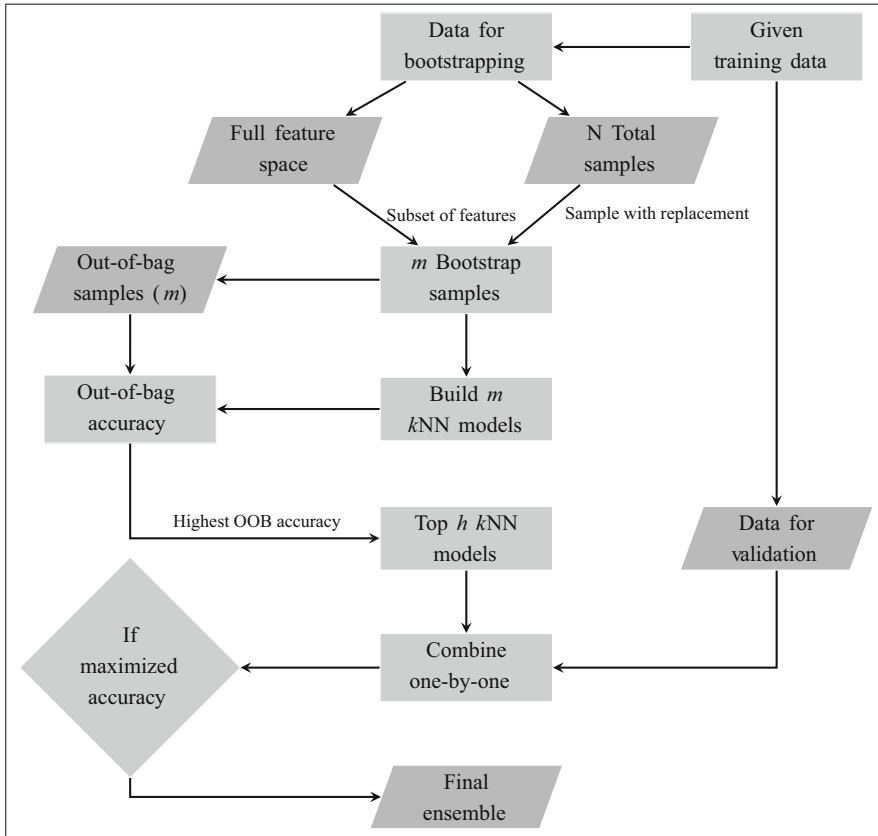 Data for
bootstrapping
Given
training data
Full feature
space
N Total
samples
Subset of features
Sample with replacement
Out-of-bag
samples (m)
m Bootstrap
samples
Out-of-bag
accuracy
Build m
kNN models
Highest OOB accuracy
Top h kNN
models
Data for
validation
If
maximized
accuracy
Combine
one-by-one
Final
ensemble